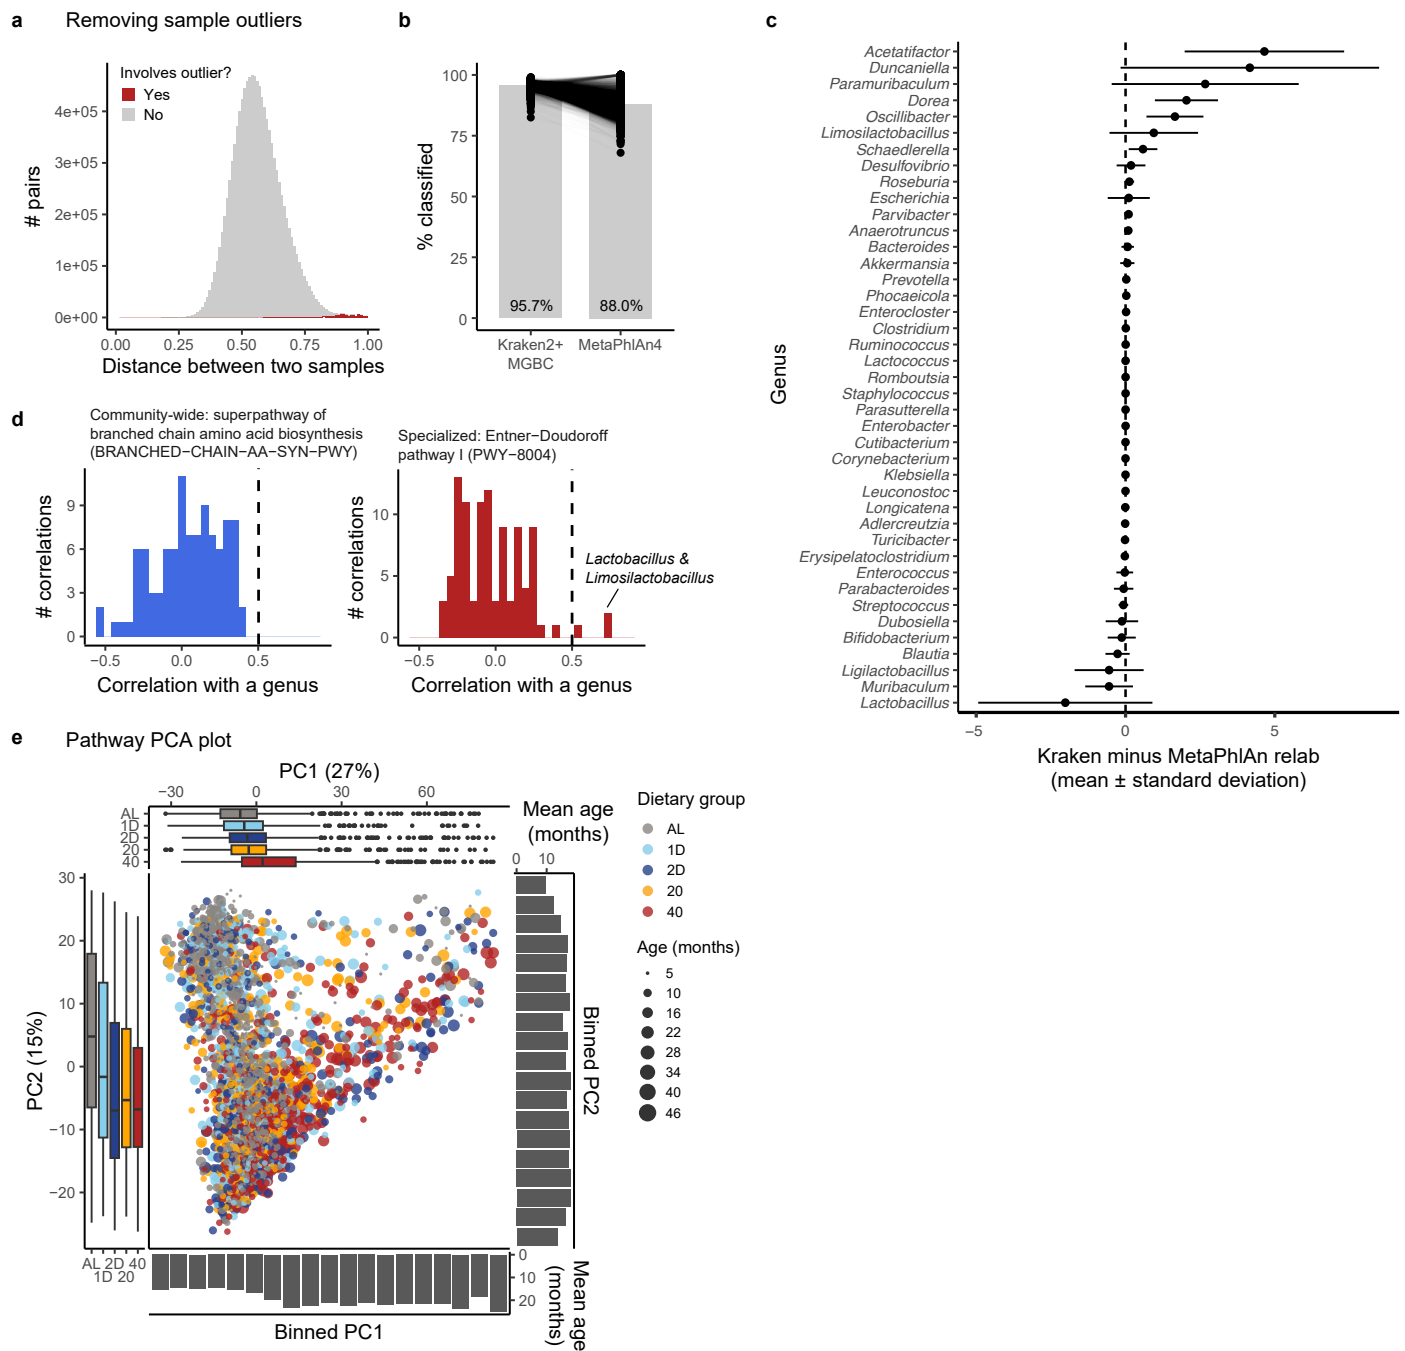 a Removing sample outliers
Involves outlier?
Yes
No
4e+05
3e+05
2e+05
1e+05
0e+00
# pairs
0.00 0.25 0.50 0.75 1.00
Distance between two samples
b
100
75
50
25
0
% classified
95.7% 88.0%
Kraken2+ MetaPhlAn4
MGBC
c
Genus
Acetatifactor
Duncaniella
Paramuribaculum
Dorea
Oscillibacter
Limosilactobacillus
Schaedlerella
Desulfovibrio
Roseburia
Escherichia
Parvibacter
Anaerotruncus
Bacteroides
Akkermansia
Prevotella
Phocaeicola
Enterocloster
Clostridium
Ruminococcus
Lactococcus
Romboutsia
Staphylococcus
Parasutterella
Enterobacter
Cutibacterium
Corynebacterium
Klebsiella
Leuconostoc
Longicatena
Adlercreutzia
Turicibacter
Erysipelatoclostridium
Enterococcus
Parabacteroides
Streptococcus
Dubosiella
Bifidobacterium
Blautia
Ligilactobacillus
Muribaculum
Lactobacillus
−5 0 5
Kraken minus MetaPhlAn relab
(mean ± standard deviation)
d
Community-wide: superpathway of
branched chain amino acid biosynthesis
(BRANCHED−CHAIN−AA−SYN−PWY)
9
6
3
0
# correlations
−0.5 0.0 0.5
Correlation with a genus
Specialized: Entner−Doudoroff
pathway I (PWY−8004)
10
5
0
# correlations
Lactobacillus &
Limosilactobacillus
−0.5 0.0 0.5
Correlation with a genus
e Pathway PCA plot
PC1 (27%)
−30 0 30 60
AL
1D
2D
20
40
Mean age
(months)
0 10
30
20
10
0
−10
−20
PC2 (15%)
AL 2D 40
1D 20
Binned PC2
Binned PC1
0
10
20
Mean age
(months)
Dietary group
AL
1D
2D
20
40
Age (months)
5
10
16
22
28
34
40
46